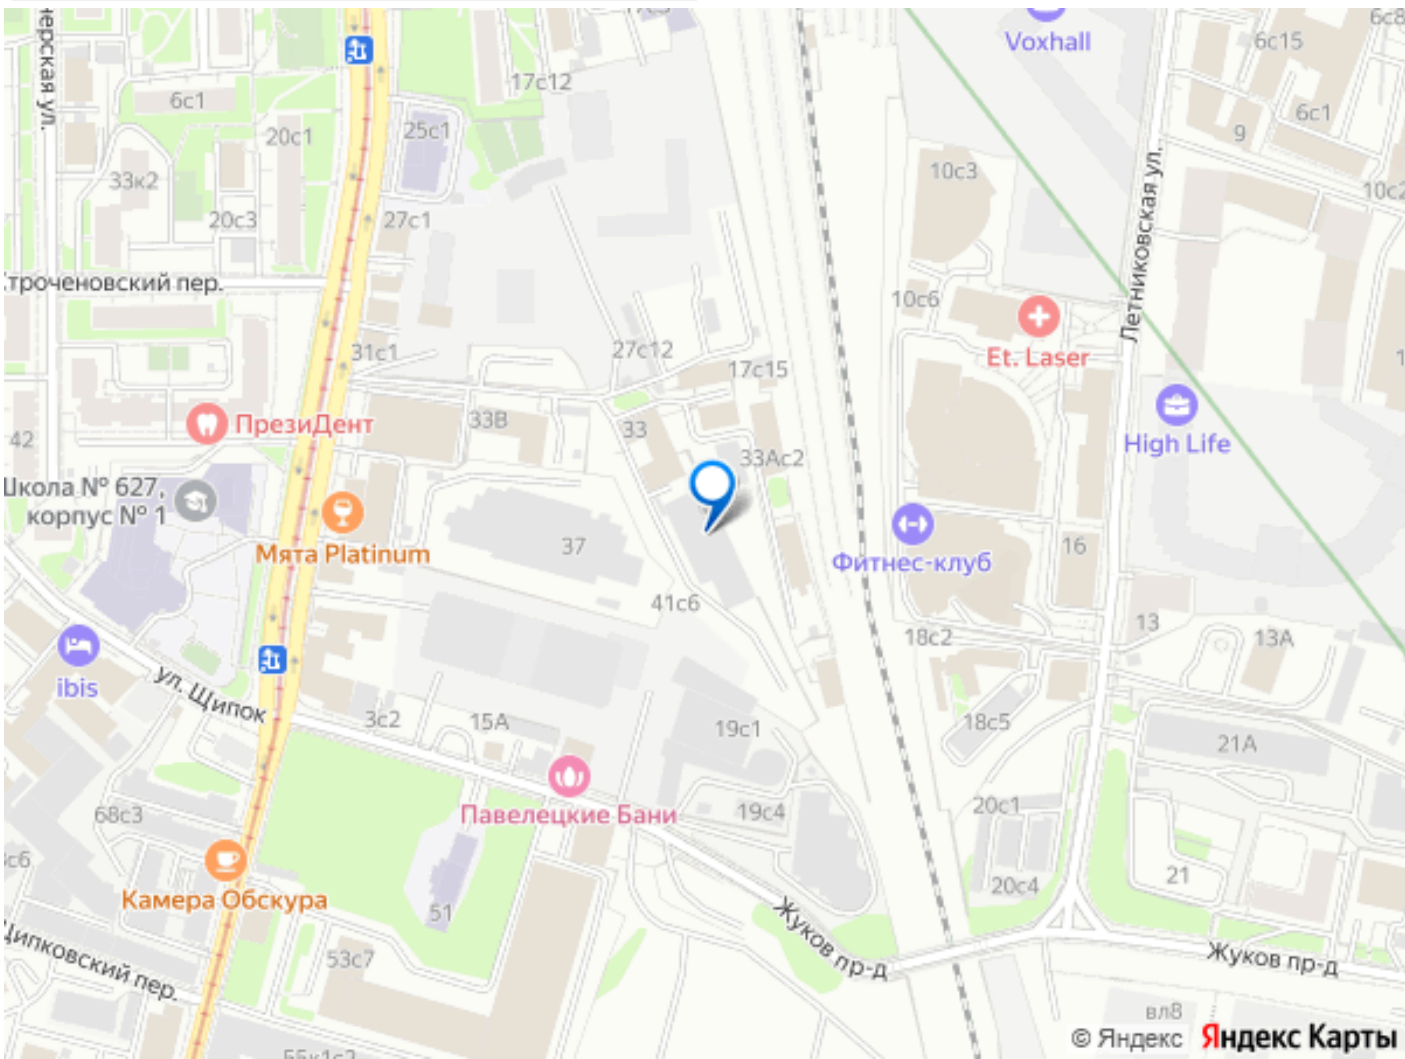 Voxhall
6с15
6с8
17с12
6с1
25с1
20с1
6с1
9
33к2
10с3
10с2
нерская ул.
Летниковская ул.
20с3
27с1
троченовский пер.
10с6
31с1
27с12
17с15
Et. Laser
ПрезиДент
33В
33
42
33Ас2
High Life
Школа № 627,
корпус № 1
Мята Platinum
37
Фитнес-клуб
16
41с6
18с2
13
13А
ibis
ул. Щипок
3с2
15А
19с1
18с5
21А
Павелецкие Бани
19с4
20с1
68с3
3с6
20с4
21
Камера Обскура
51
Жуков пр-д
Жуков пр-д
Щипковский пер.
53с7
вл8
55к1с2
© Яндекс Яндекс Карты